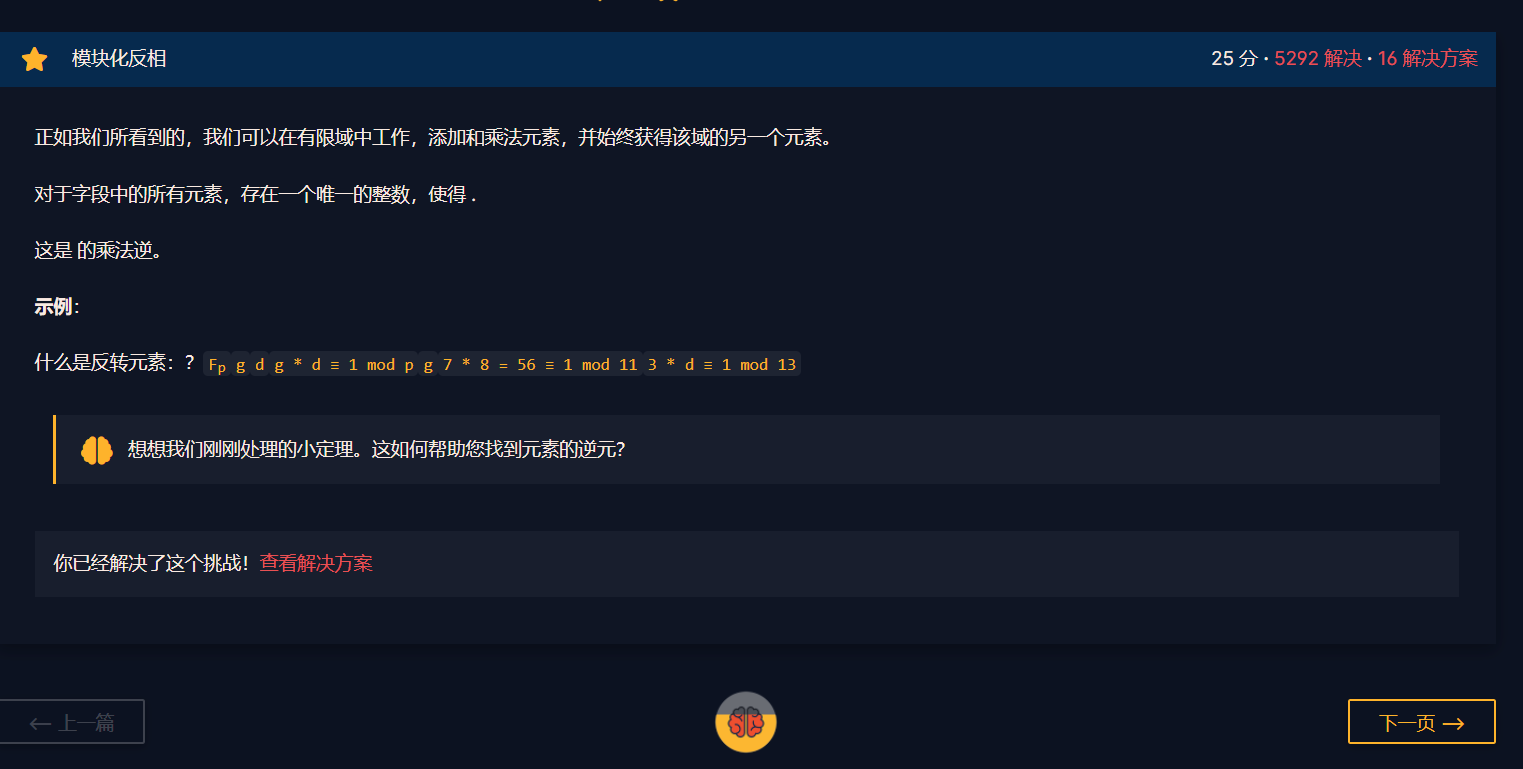 模块化反相
25 分 · 5292 解决 · 16 解决方案
正如我们所看到的，我们可以在有限域中工作，添加和乘法元素，并始终获得该域的另一个元素。
对于字段中的所有元素，存在一个唯一的整数，使得 .
这是 的乘法逆。
示例：
什么是反转元素：？ Fp g d g * d ≡ 1 mod p g 7 * 8 = 56 ≡ 1 mod 11 3 * d ≡ 1 mod 13
想想我们刚刚处理的小定理。这如何帮助您找到元素的逆元？
你已经解决了这个挑战！查看解决方案
← 上一篇
下一页 →